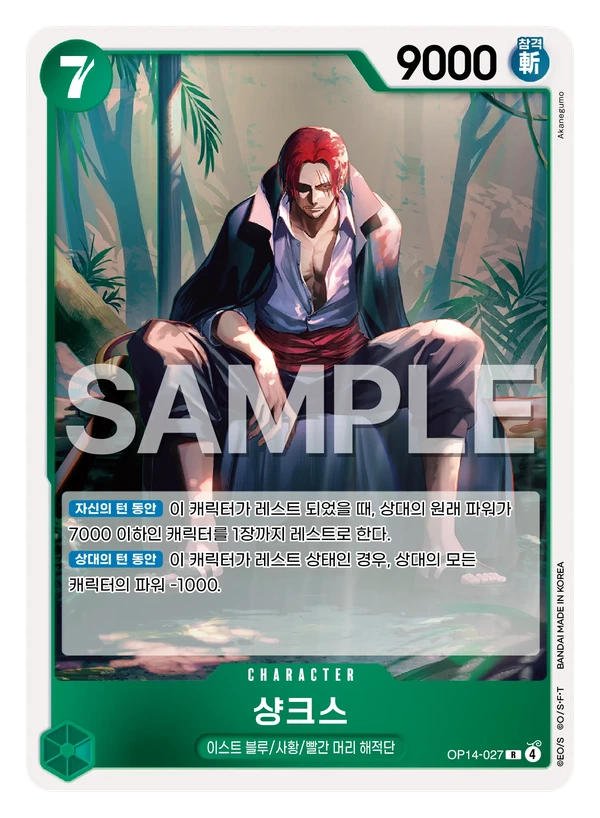 7
9000
참격
斬
Akanegumo
SAMPLE
자신의 턴 동안 이 캐릭터가 레스트 되었을 때, 상대의 원래 파워가
7000 이하인 캐릭터를 1장까지 레스트로 한다.
상대의 턴 동안 이 캐릭터가 레스트 상태인 경우, 상대의 모든
캐릭터의 파워 -1000.
CHARACTER
샹크스
이스트 블루/사황/빨간 머리 해적단
OP14-027 R 4
©EO/S ©O/S·F·T BANDAI MADE IN KOREA